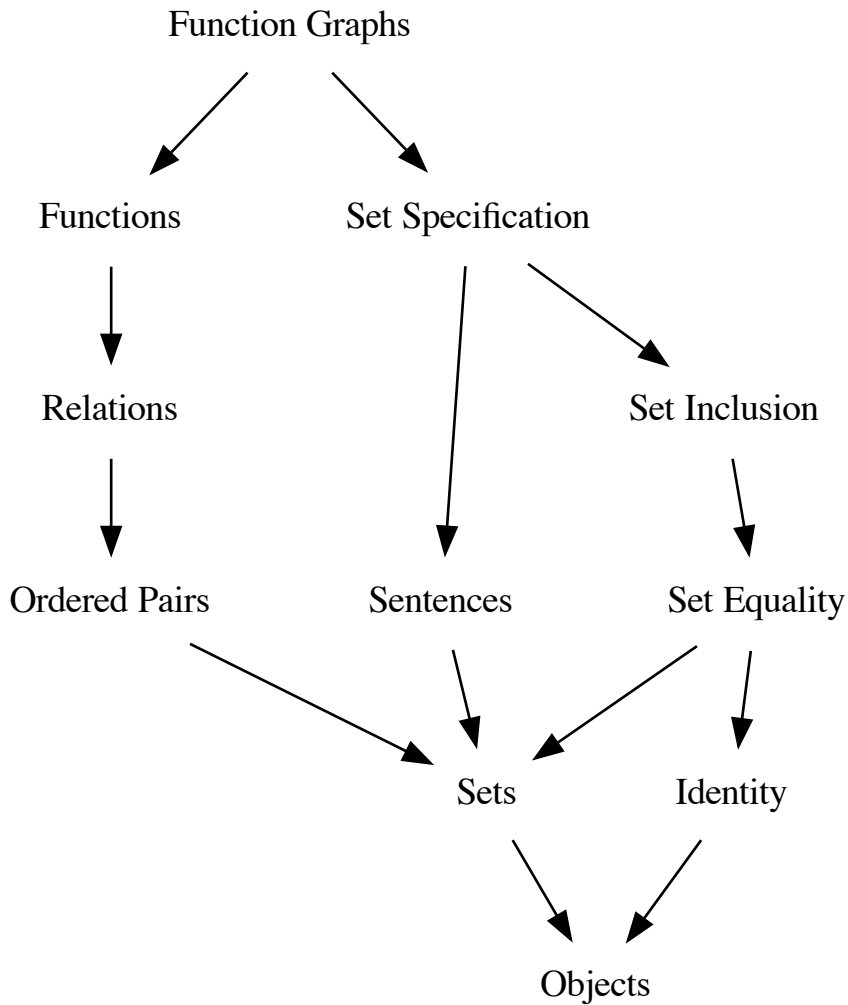 Function Graphs
Functions
Set Specification
Relations
Set Inclusion
Ordered Pairs
Sentences
Set Equality
Sets
Identity
Objects